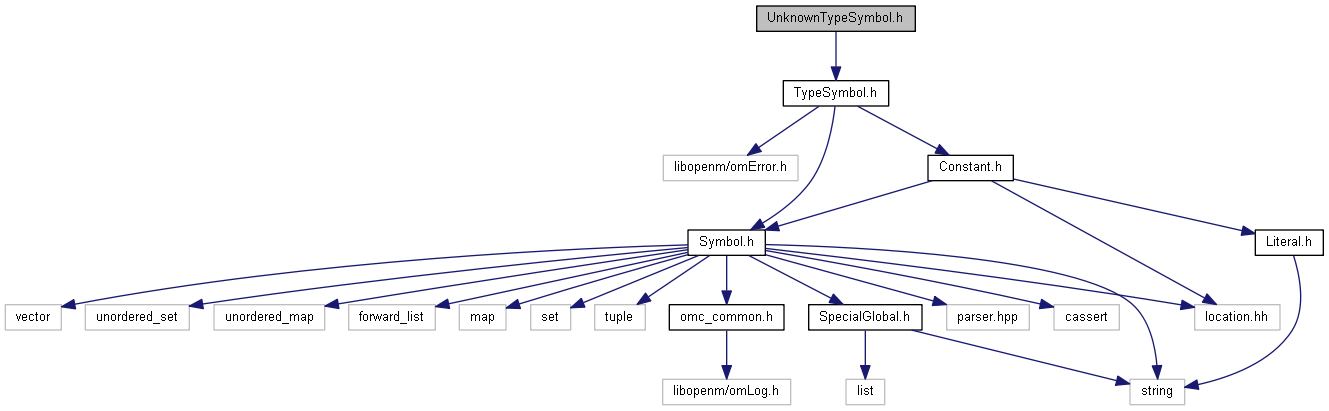 UnknownTypeSymbol.h
TypeSymbol.h
libopenm/omError.h
Constant.h
Symbol.h
Literal.h
vector
unordered_set
unordered_map
forward_list
map
set
tuple
omc_common.h
SpecialGlobal.h
parser.hpp
cassert
location.hh
libopenm/omLog.h
list
string